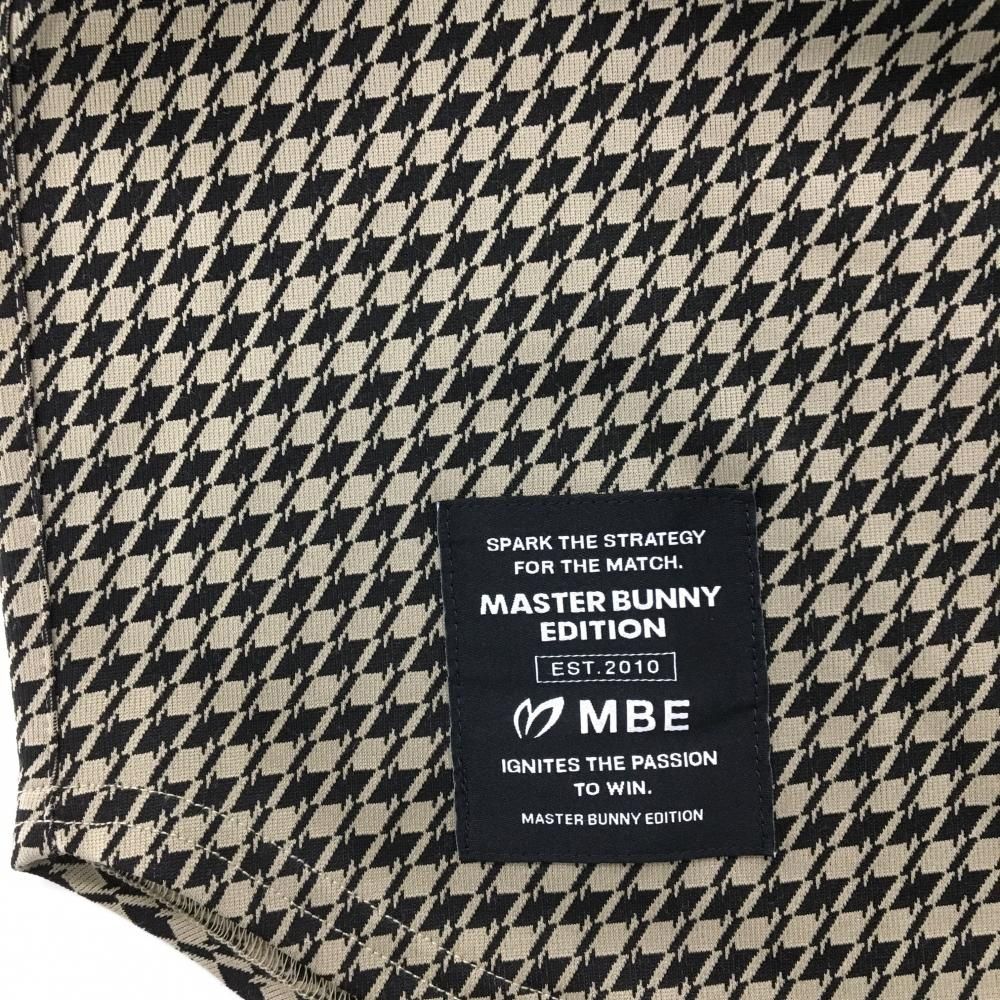 SPARK THE STRATEGY
FOR THE MATCH.
MASTER BUNNY
EDITION
EST.2010
MBE
IGNITES THE PASSION
TO WIN.
MASTER BUNNY EDITION